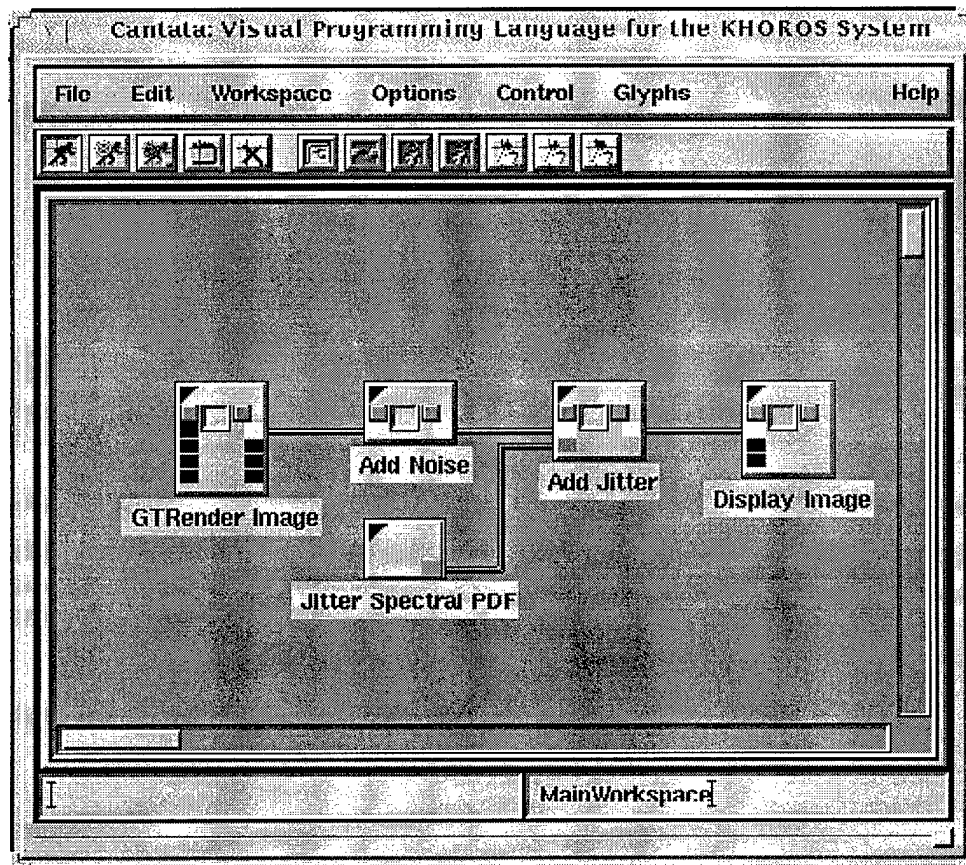 Cantata: Visual Programming Language for the KHOROS System
File Edit Workspace Options Control Glyphs Help
Add Noise
Add Jitter
Display Image
GTRender Image
Jitter Spectral PDF
MainWorkspace